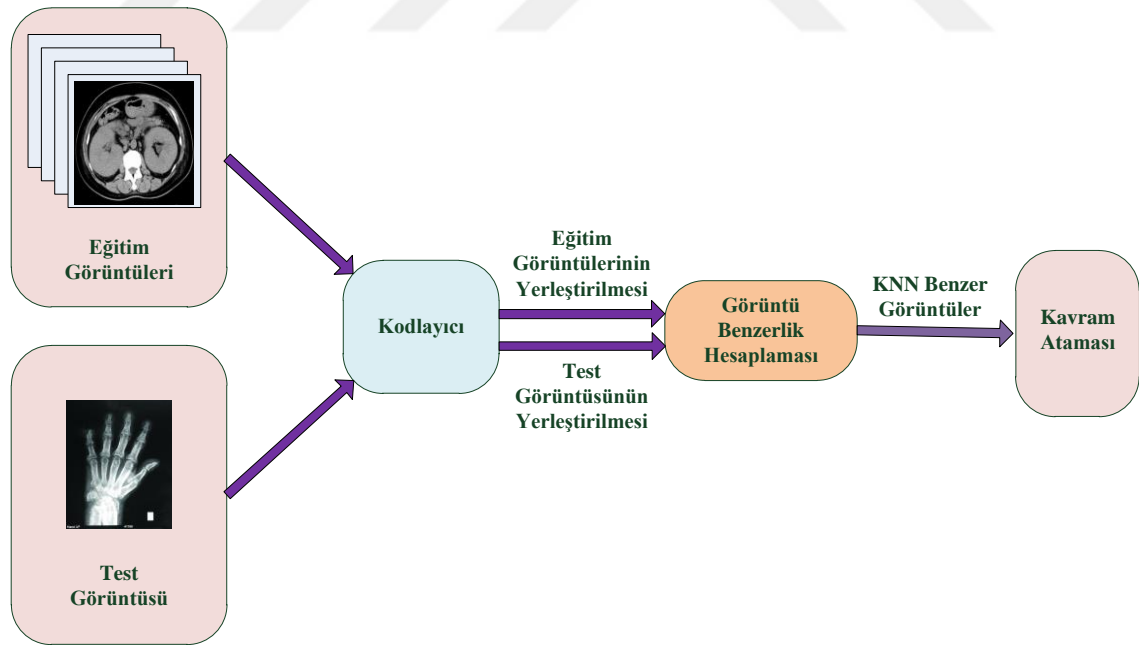 Eğitim
Görüntüleri
Test
Görüntüsü
Kodlayıcı
Eğitim
Görüntülerinin
Yerleştirilmesi
Test
Görüntüsünün
Yerleştirilmesi
Görüntü
Benzerlik
Hesaplaması
KNN Benzer
Görüntüler
Kavram
Ataması